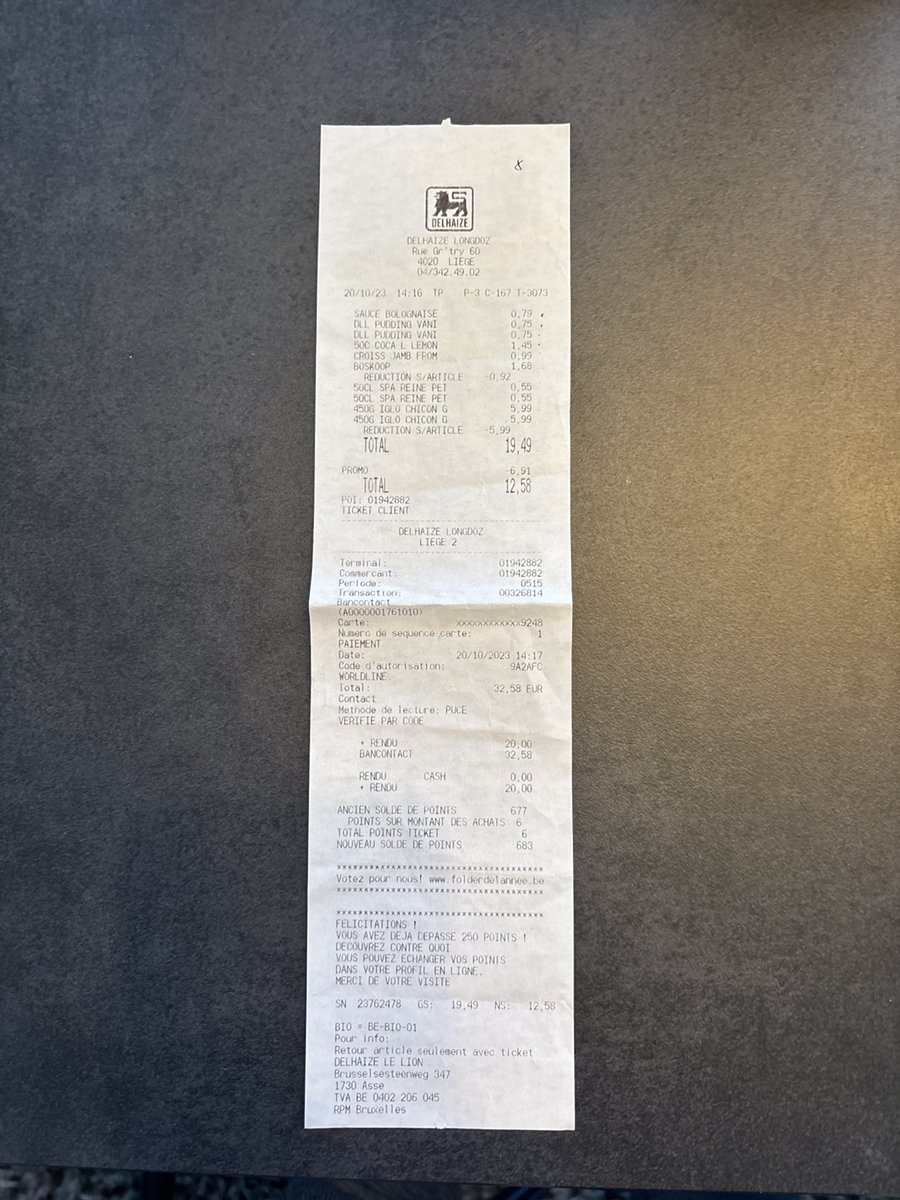 DELHAIZE
DELHAIZE LONGDOZ
Rue Gr'try 60
4020 LIEGE
04/342.49.02
20/10/23 14:16 TP P-3 C-167 T-3073
SAUCE BOLOGNAISE 0,79
DLL PUDDING VANI 0,75
DLL PUDDING VANI 0,75
50C COCA L LEMON 1,45
CROISS JAMB FROM 0,99
BOSKOOP 1,68
REDUCTION S/ARTICLE -0,92
50CL SPA REINE PET 0,55
50CL SPA REINE PET 0,55
450G IGLO CHICON G 5,99
450G IGLO CHICON G 5,99
REDUCTION S/ARTICLE -5,99
TOTAL 19,49
PROMO -6,91
TOTAL 12,58
POI: 01942882
TICKET CLIENT
DELHAIZE LONGDOZ
LIEGE 2
Terminal: 01942882
Commercant: 01942882
Periode: 0515
Transaction: 00326814
Bancontact
(A0000001761010)
Carte: xxxxxxxxxxxxx9248
Numero de sequence carte: 1
PAIEMENT
Date: 20/10/2023 14:17
Code d'autorisation: 9A2AFC
WORLDLINE.
Total: 32,58 EUR
Contact
Methode de lecture: PUCE
VERIFIE PAR CODE
+ RENDU 20,00
BANCONTACT 32,58
RENDU CASH 0,00
+ RENDU 20,00
ANCIEN SOLDE DE POINTS 677
POINTS SUR MONTANT DES ACHATS 6
TOTAL POINTS TICKET 6
NOUVEAU SOLDE DE POINTS 683
***************************************
Votez pour nous! www.folderdelannee.be
***************************************
***************************************
FELICITATIONS !
VOUS AVEZ DEJA DEPASSE 250 POINTS !
DECOUVREZ CONTRE QUOI
VOUS POUVEZ ECHANGER VOS POINTS
DANS VOTRE PROFIL EN LIGNE.
MERCI DE VOTRE VISITE
SN 23762478 GS: 19,49 NS: 12,58
BIO = BE-BIO-01
Pour info:
Retour article seulement avec ticket
DELHAIZE LE LION
Brusselsesteenweg 347
1730 Asse
TVA BE 0402 206 045
RPM Bruxelles